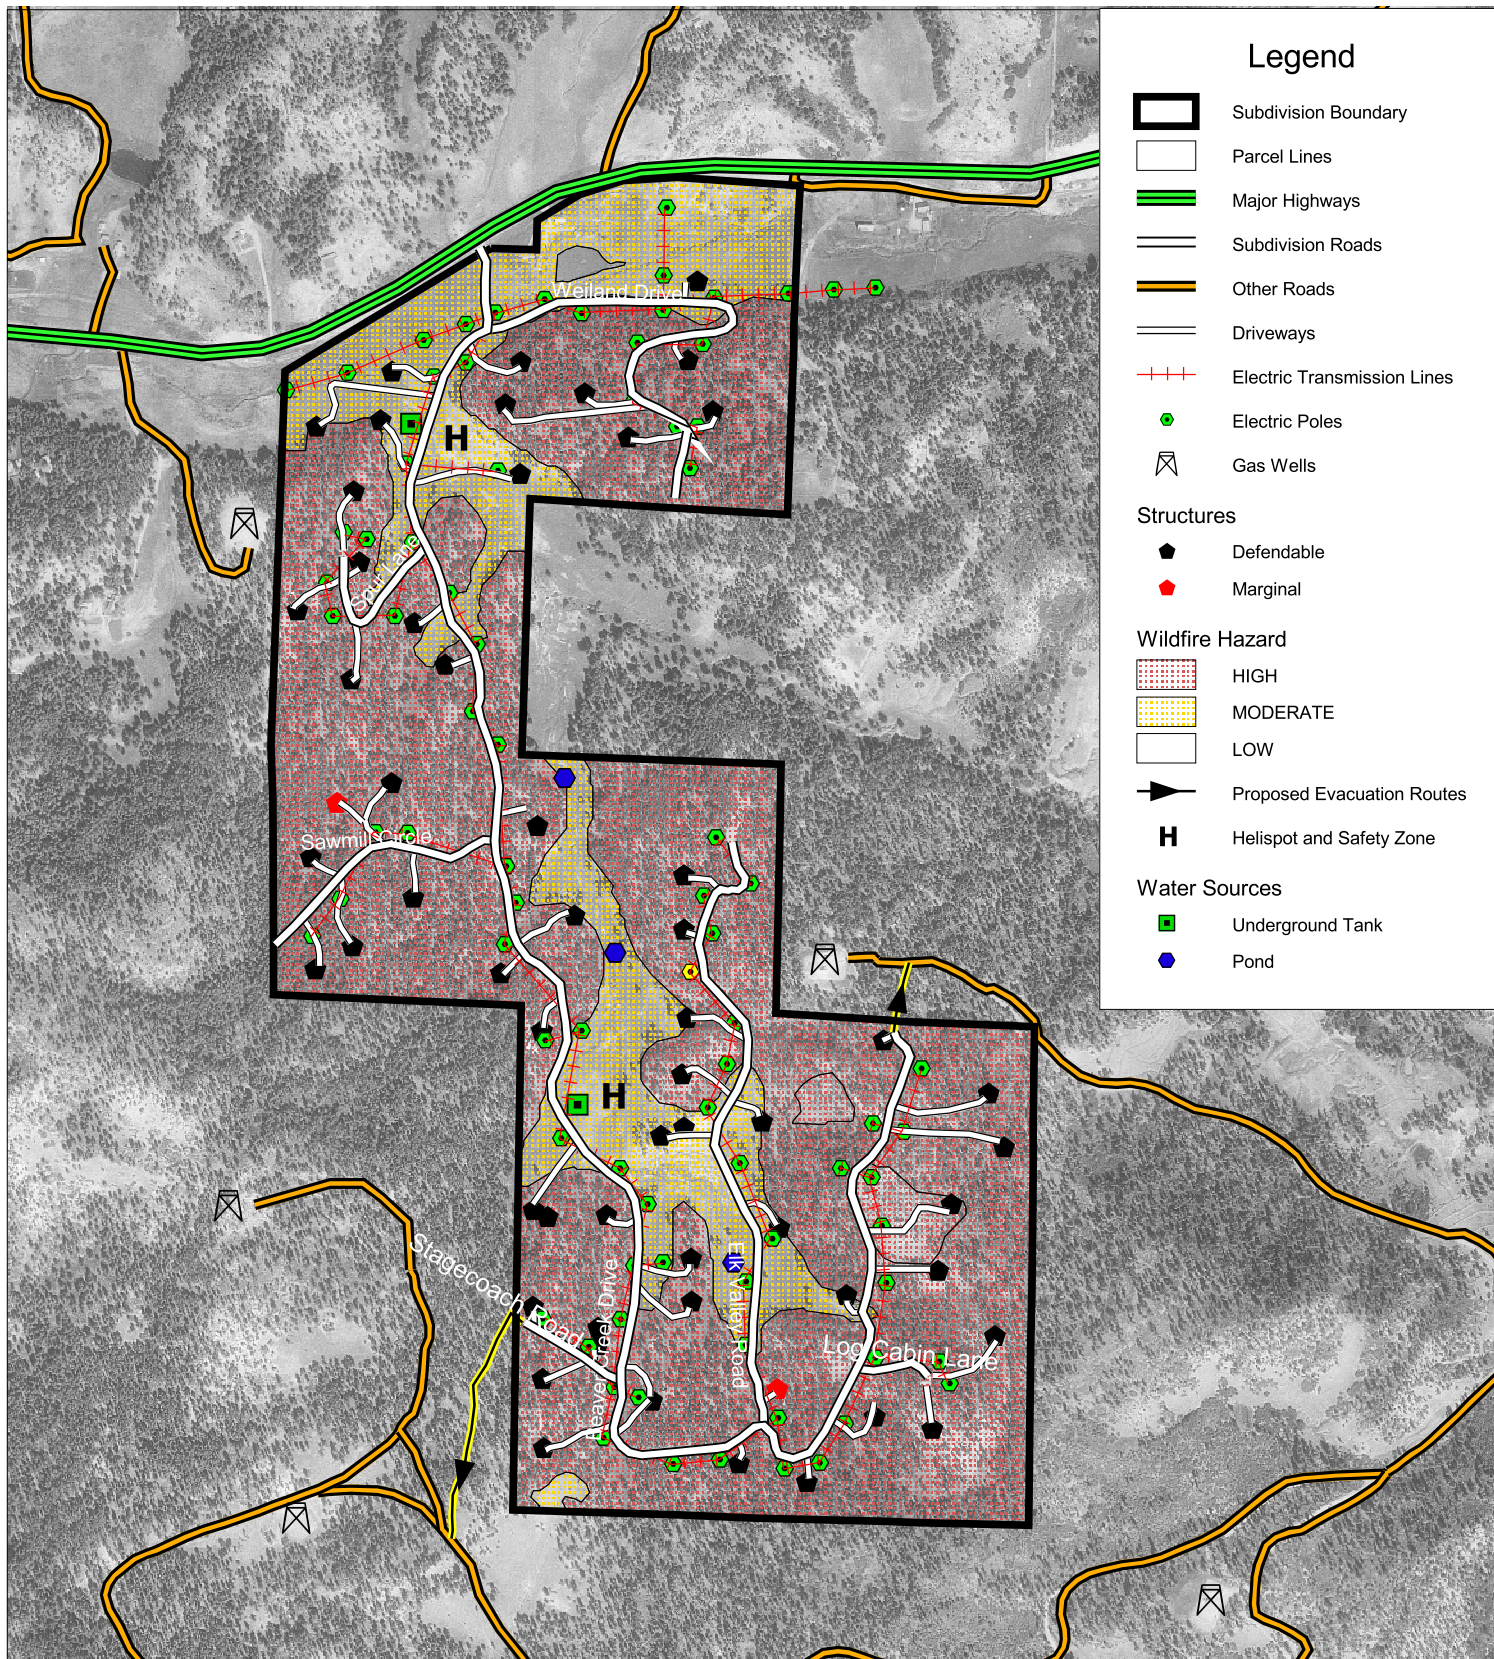 Legend
Subdivision Boundary
Parcel Lines
Major Highways
Subdivision Roads
Other Roads
Driveways
Electric Transmission Lines
Electric Poles
Gas Wells
Structures
Defendable
Marginal
Wildfire Hazard
HIGH
MODERATE
LOW
Proposed Evacuation Routes
H Helispot and Safety Zone
Water Sources
Underground Tank
Pond
Weiland Drive
H
Spur Lane
Sawmill Circle
H
Stagecoach Road
Beaver Creek Drive
Elk Valley Road
Log Cabin Lane